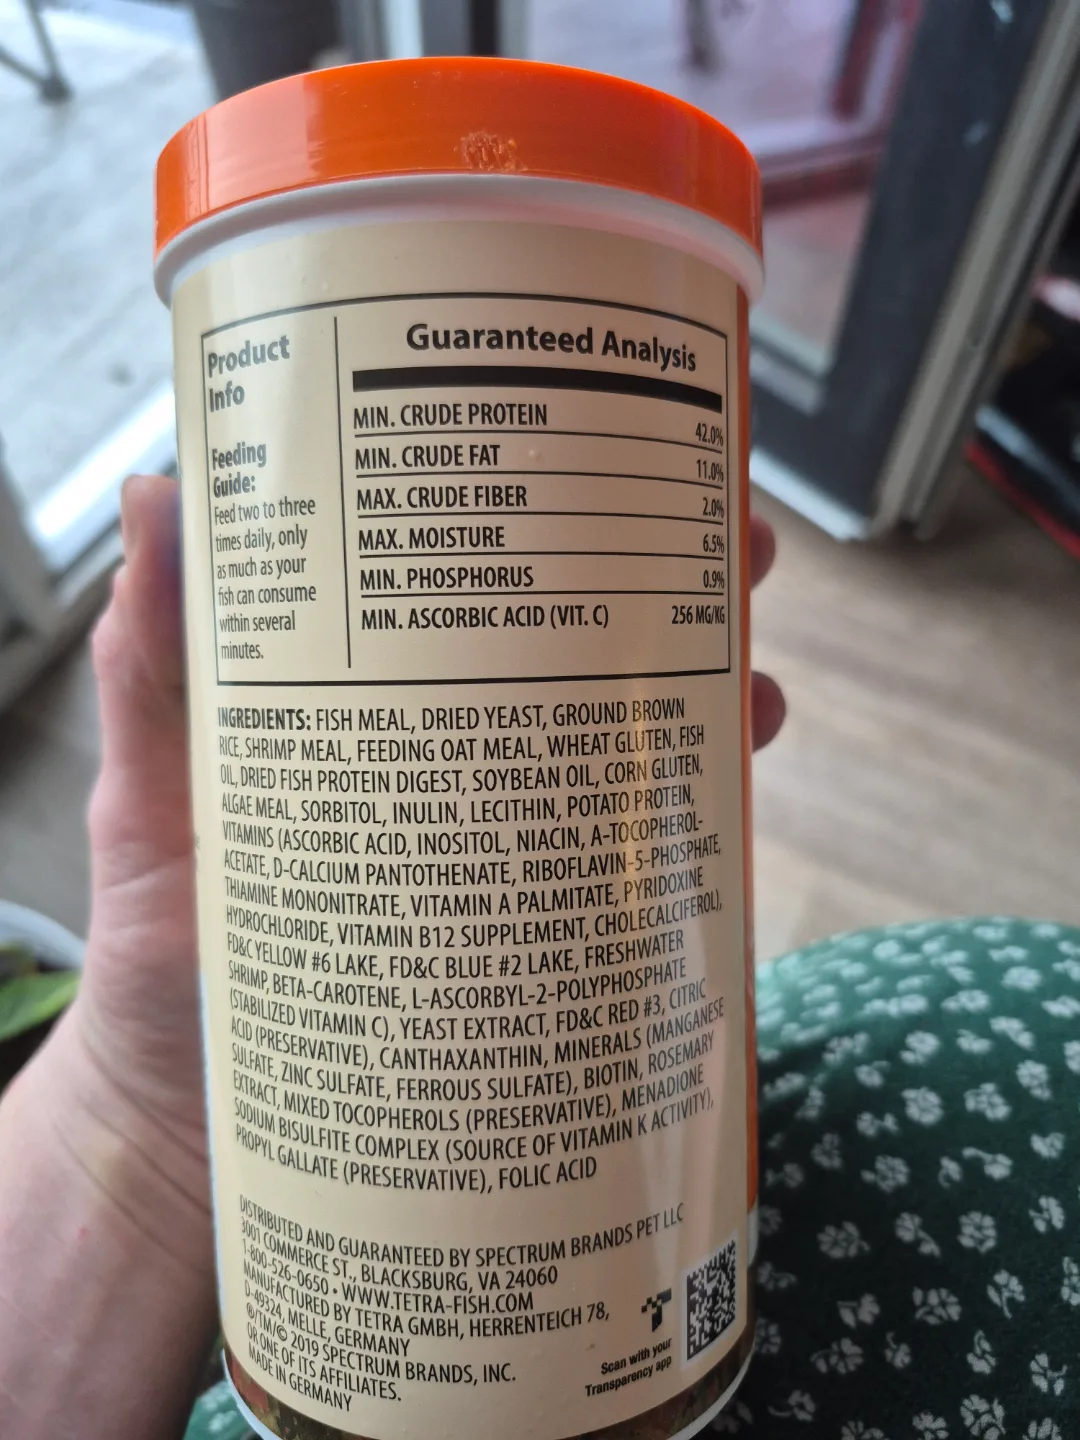 Product
Info
Feeding
Guide:
Feed two to three
times daily, only
as much as your
fish can consume
within several
minutes.
Guaranteed Analysis
MIN. CRUDE PROTEIN 42.0%
MIN. CRUDE FAT 11.0%
MAX. CRUDE FIBER 2.0%
MAX. MOISTURE 6.5%
MIN. PHOSPHORUS 0.9%
MIN. ASCORBIC ACID (VIT. C) 256 MG/KG
INGREDIENTS: FISH MEAL, DRIED YEAST, GROUND BROWN
RICE, SHRIMP MEAL, FEEDING OAT MEAL, WHEAT GLUTEN, FISH
OIL, DRIED FISH PROTEIN DIGEST, SOYBEAN OIL, CORN GLUTEN,
ALGAE MEAL, SORBITOL, INULIN, LECITHIN, POTATO PROTEIN,
VITAMINS (ASCORBIC ACID, INOSITOL, NIACIN, A-TOCOPHEROL-
ACETATE, D-CALCIUM PANTOTHENATE, RIBOFLAVIN-5-PHOSPHATE,
THIAMINE MONONITRATE, VITAMIN A PALMITATE, PYRIDOXINE
HYDROCHLORIDE, VITAMIN B12 SUPPLEMENT, CHOLECALCIFEROL),
FD&C YELLOW #6 LAKE, FD&C BLUE #2 LAKE, FRESHWATER
SHRIMP, BETA-CAROTENE, L-ASCORBYL-2-POLYPHOSPHATE
(STABILIZED VITAMIN C), YEAST EXTRACT, FD&C RED #3, CITRIC
ACID (PRESERVATIVE), CANTHAXANTHIN, MINERALS (MANGANESE
SULFATE, ZINC SULFATE, FERROUS SULFATE), BIOTIN, ROSEMARY
EXTRACT, MIXED TOCOPHEROLS (PRESERVATIVE), MENADIONE
SODIUM BISULFITE COMPLEX (SOURCE OF VITAMIN K ACTIVITY),
PROPYL GALLATE (PRESERVATIVE), FOLIC ACID
DISTRIBUTED AND GUARANTEED BY SPECTRUM BRANDS PET LLC
3001 COMMERCE ST., BLACKSBURG, VA 24060
1-800-526-0650 • WWW.TETRA-FISH.COM
MANUFACTURED BY TETRA GMBH, HERRENTEICH 78,
D-49324, MELLE, GERMANY
®/TM/© 2019 SPECTRUM BRANDS, INC.
OR ONE OF ITS AFFILIATES.
MADE IN GERMANY
Scan with your
Transparency app